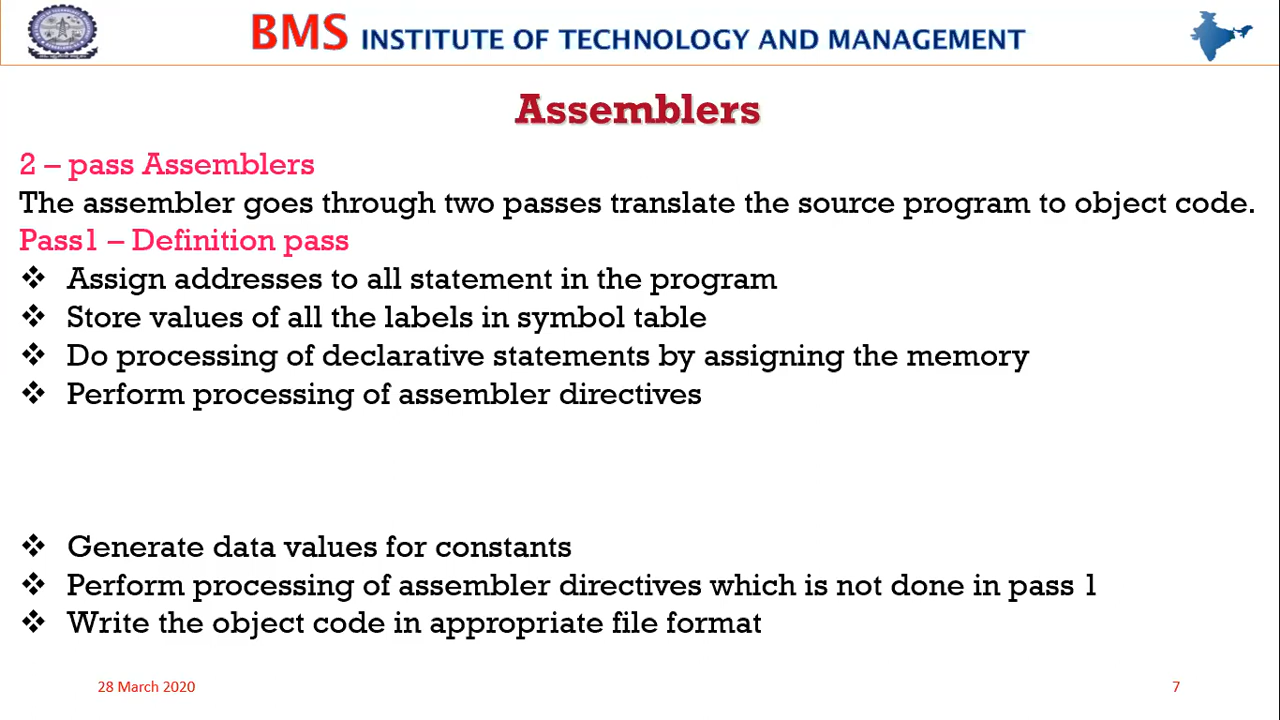 BMS INSTITUTE OF TECHNOLOGY AND MANAGEMENT
Assemblers
2 – pass Assemblers
The assembler goes through two passes translate the source program to object code.
Pass1 – Definition pass
❖ Assign addresses to all statement in the program
❖ Store values of all the labels in symbol table
❖ Do processing of declarative statements by assigning the memory
❖ Perform processing of assembler directives
❖ Generate data values for constants
❖ Perform processing of assembler directives which is not done in pass 1
❖ Write the object code in appropriate file format
28 March 2020
7